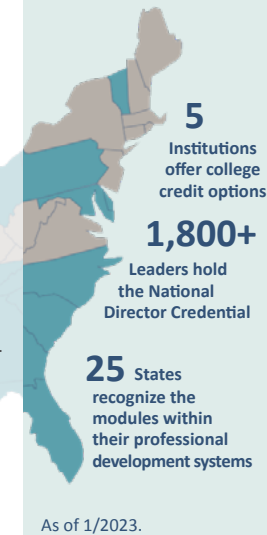 5
Institutions
offer college
credit options
1,800+
Leaders hold
the National
Director Credential
25 States
recognize the
modules within
their professional
development systems
As of 1/2023.